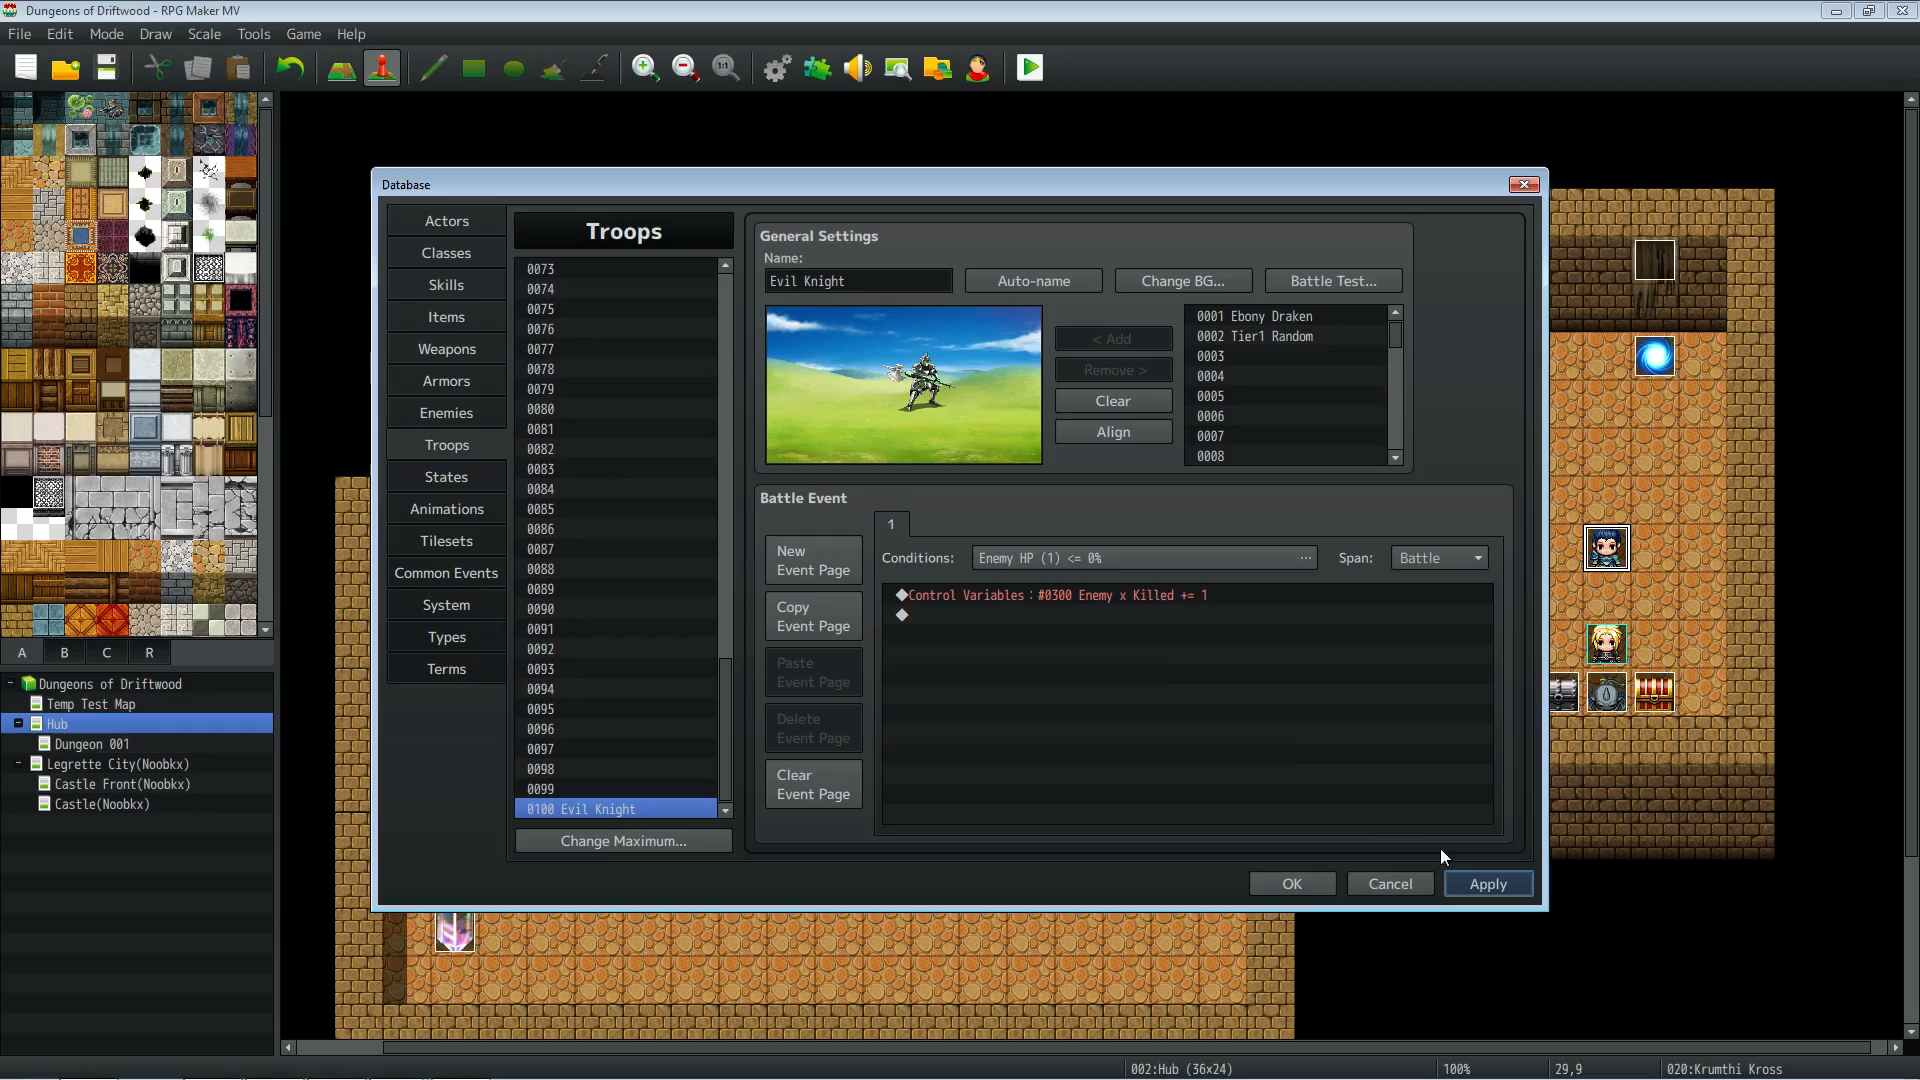 Dungeons of Driftwood - RPG Maker MV
File Edit Mode Draw Scale Tools Game Help
1:1
Database
Actors
Classes
Skills
Items
Weapons
Armors
Enemies
Troops
States
Animations
Tilesets
Common Events
System
Types
Terms
Troops
0073
0074
0075
0076
0077
0078
0079
0080
0081
0082
0083
0084
0085
0086
0087
0088
0089
0090
0091
0092
0093
0094
0095
0096
0097
0098
0099
0100 Evil Knight
Change Maximum...
General Settings
Name:
Evil Knight
Auto-name
Change BG...
Battle Test...
< Add
Remove >
Clear
Align
0001 Ebony Draken
0002 Tier1 Random
0003
0004
0005
0006
0007
0008
Battle Event
1
New
Event Page
Copy
Event Page
Paste
Event Page
Delete
Event Page
Clear
Event Page
Conditions: Enemy HP (1) <= 0% ... Span: Battle
◆Control Variables : #0300 Enemy x Killed += 1
◆
OK Cancel Apply
A B C R
Dungeons of Driftwood
Temp Test Map
Hub
Dungeon 001
Legrette City(Noobkx)
Castle Front(Noobkx)
Castle(Noobkx)
002:Hub (36x24) 100% 29,9 020:Krumthi Kross